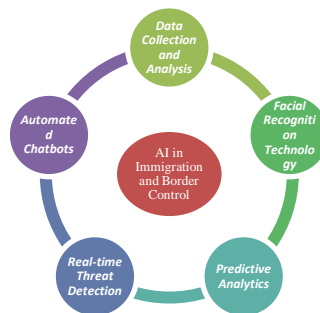 Data
Collection
and
Analysis
Facial
Recogniti
on
Technolo
gy
Predictive
Analytics
Real-time
Threat
Detection
Automate
d
Chatbots
AI in
Immigration
and Border
Control